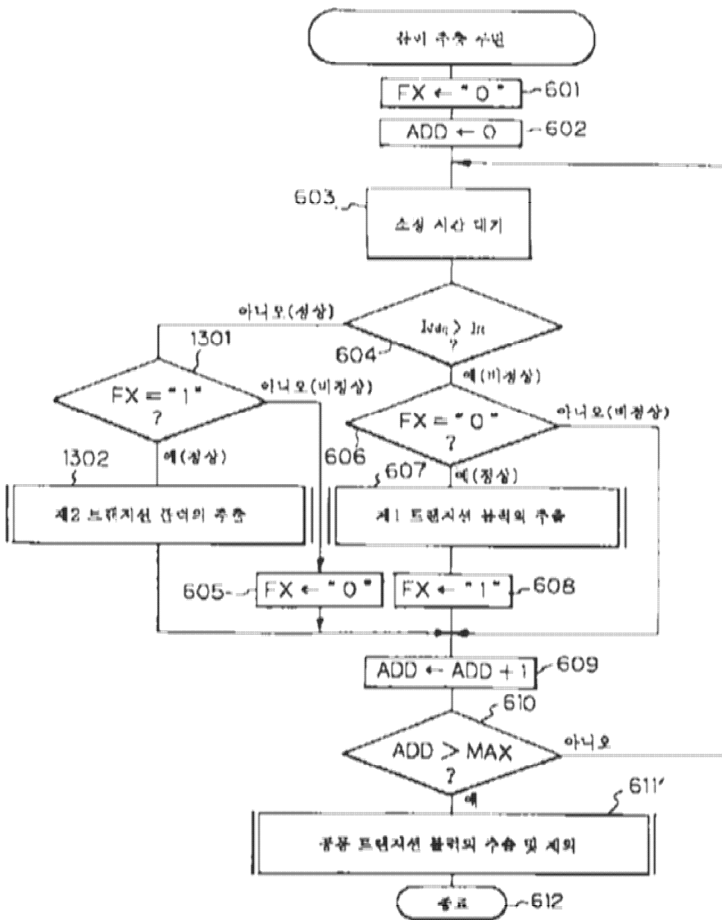 FX ← "0"
601
ADD ← 0
602
603
소정 시간 대기
아니오(정상)
?
604
1301
예(비정상)
FX = "1"
?
아니오(비정상)
FX = "0"
?
아니오(비정상)
606
1302
예(정상)
607
예(정상)
제2 트랜지션 블럭의 추출
제1 트랜지션 블럭의 추출
605
FX ← "0"
FX ← "1"
608
ADD ← ADD + 1
609
610
ADD > MAX
?
아니오
예
611'
공통 트랜지션 블럭의 추출 및 제외
종료
612